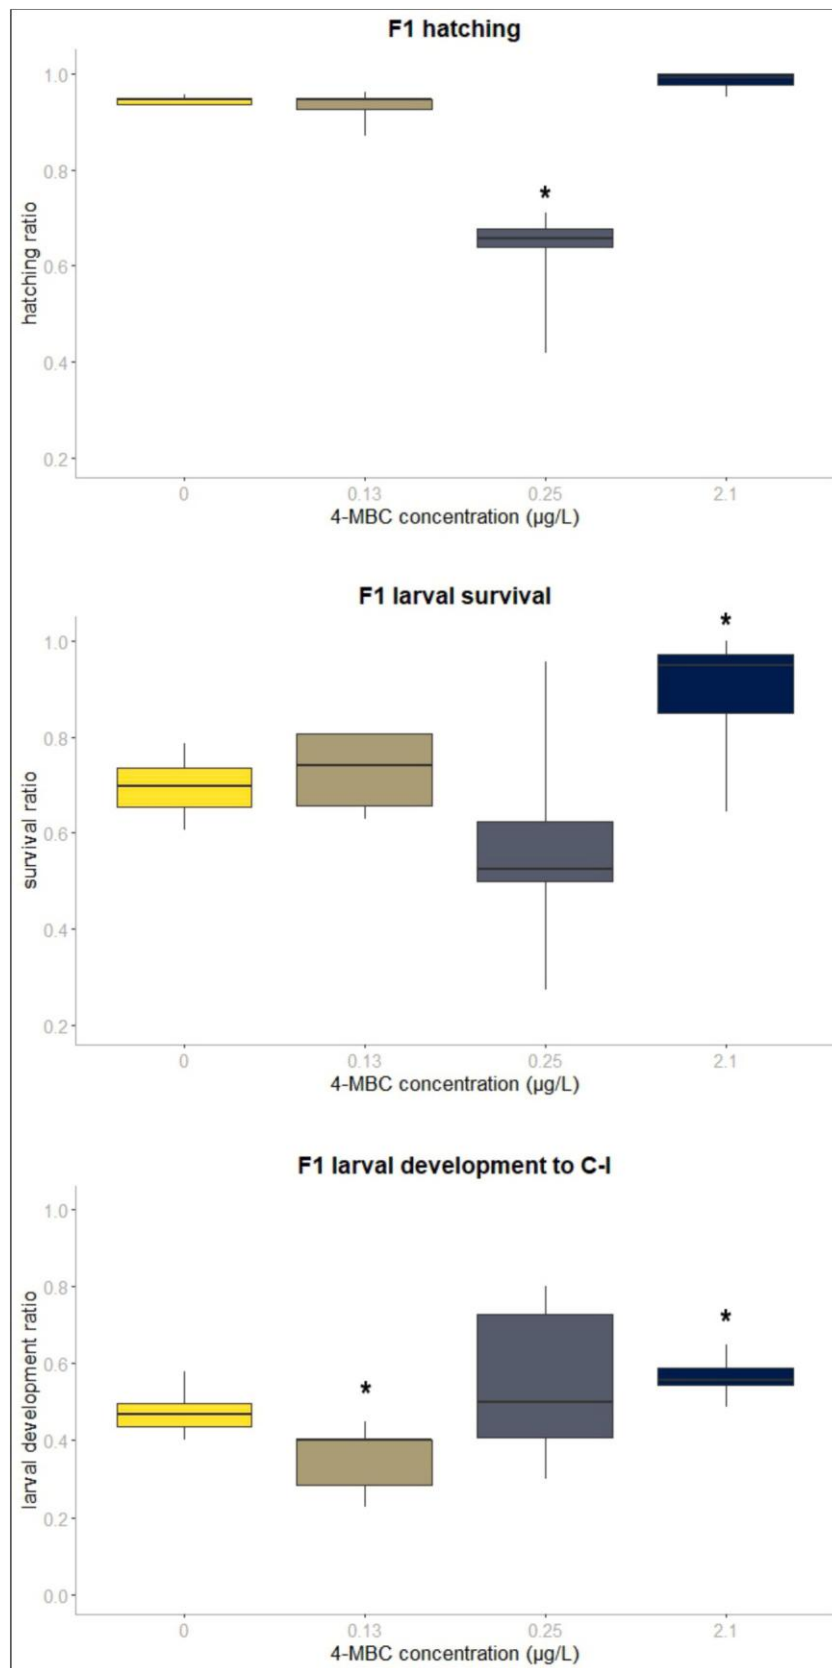 F1 hatching
hatching ratio
1.0
0.8
0.6
0.4
0.2
*
0 0.13 0.25 2.1
4-MBC concentration (µg/L)
F1 larval survival
survival ratio
1.0
0.8
0.6
0.4
0.2
*
0 0.13 0.25 2.1
4-MBC concentration (µg/L)
F1 larval development to C-I
larval development ratio
1.0
0.8
0.6
0.4
0.2
0.0
* *
0 0.13 0.25 2.1
4-MBC concentration (µg/L)